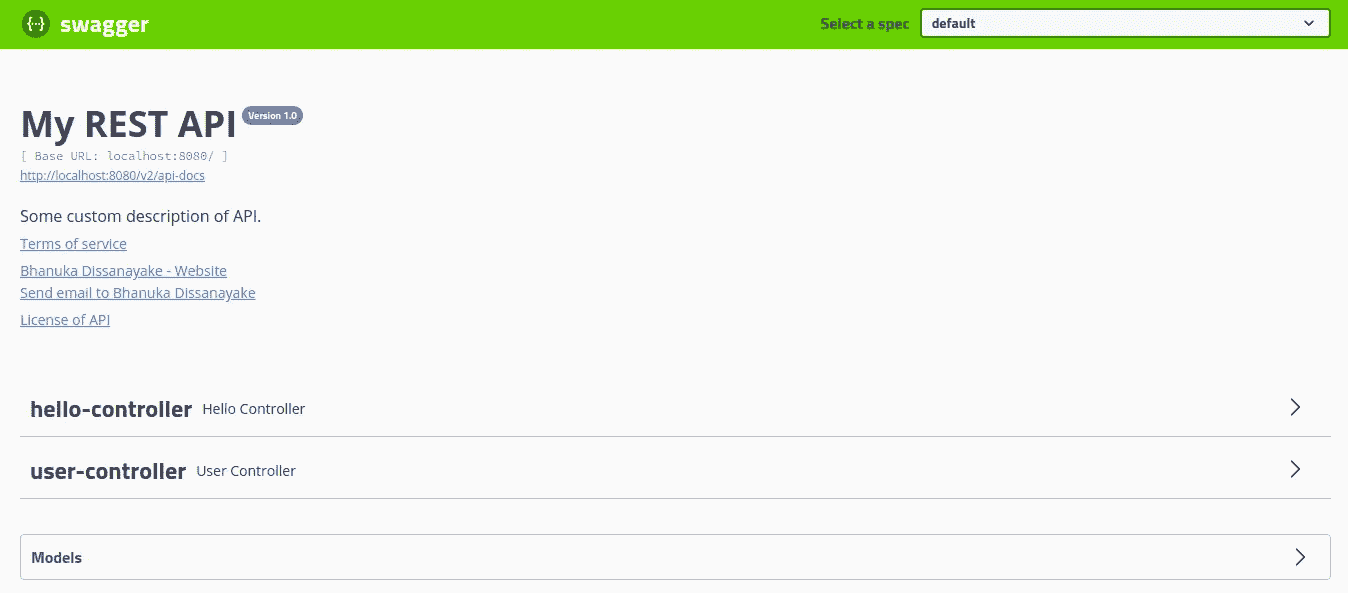 {···} swagger Select a spec default
My REST API Version 1.0
[ Base URL: localhost:8080/ ]
http://localhost:8080/v2/api-docs
Some custom description of API.
Terms of service
Bhanuka Dissanayake - Website
Send email to Bhanuka Dissanayake
License of API
hello-controller Hello Controller
user-controller User Controller
Models